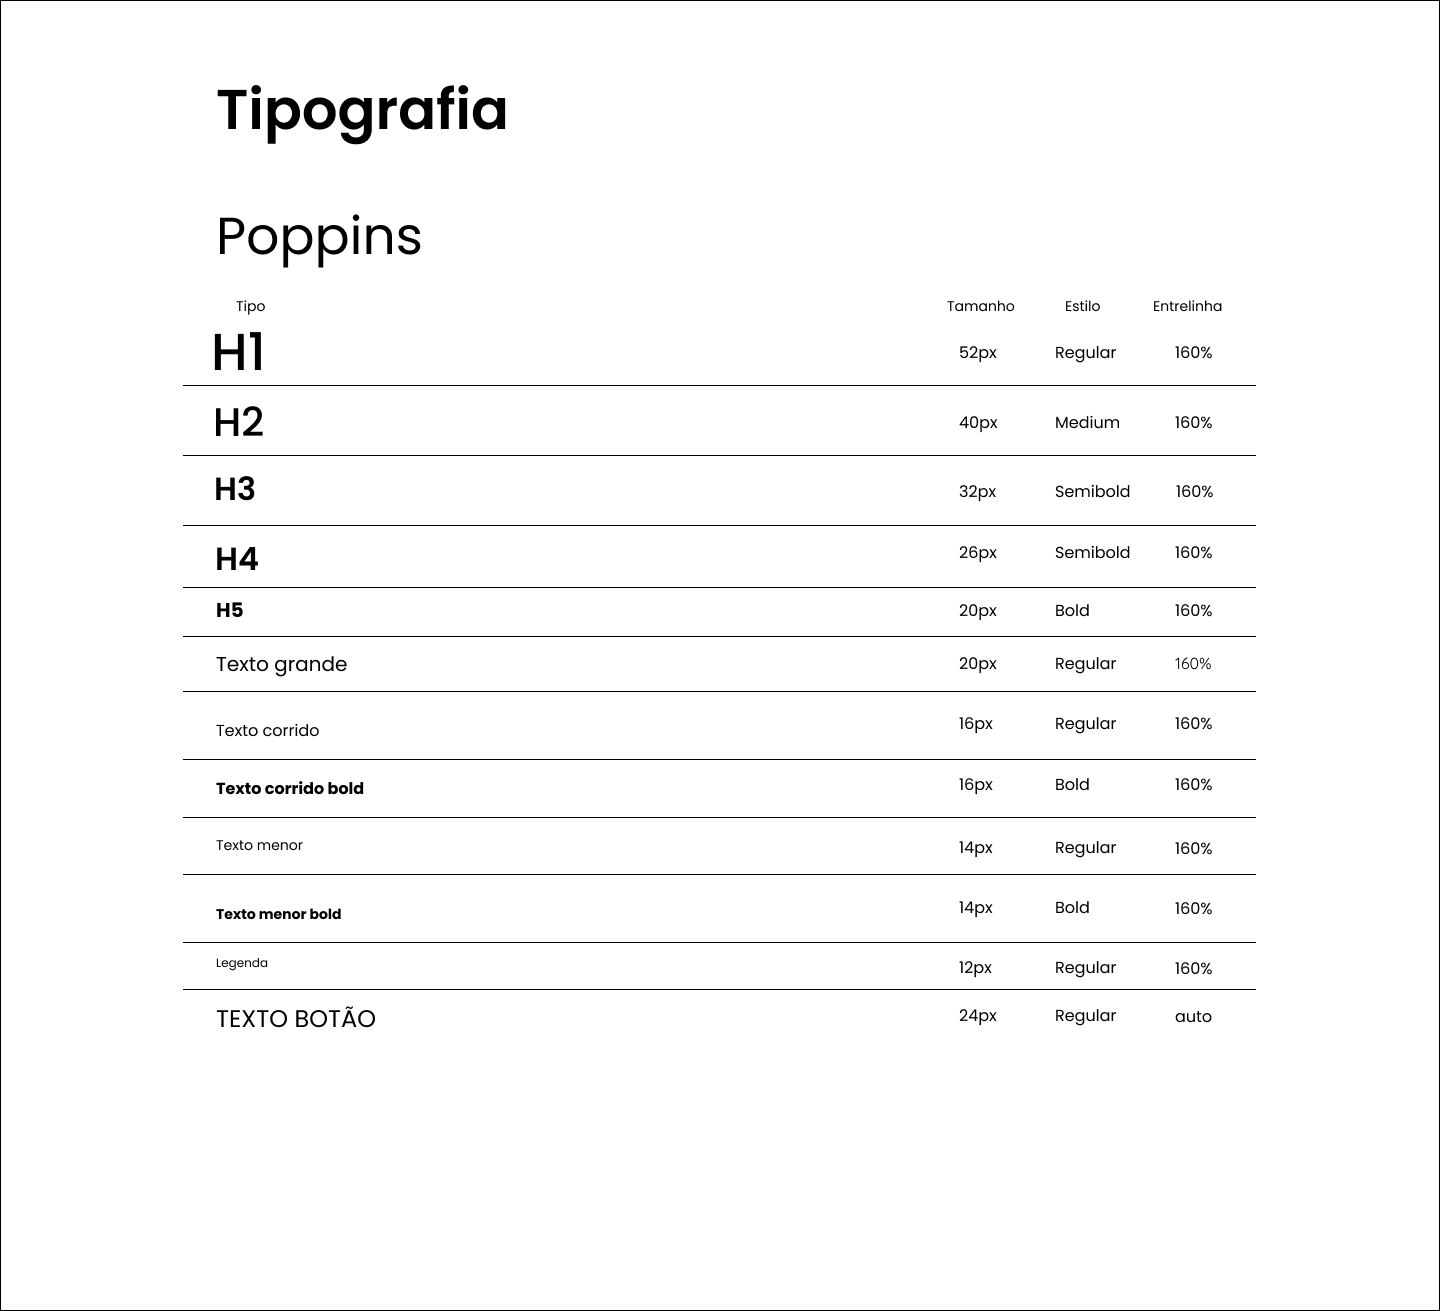 Tipografia
Poppins
Tipo Tamanho Estilo Entrelinha
H1 52px Regular 160%
H2 40px Medium 160%
H3 32px Semibold 160%
H4 26px Semibold 160%
H5 20px Bold 160%
Texto grande 20px Regular 160%
Texto corrido 16px Regular 160%
Texto corrido bold 16px Bold 160%
Texto menor 14px Regular 160%
Texto menor bold 14px Bold 160%
Legenda 12px Regular 160%
TEXTO BOTÃO 24px Regular auto